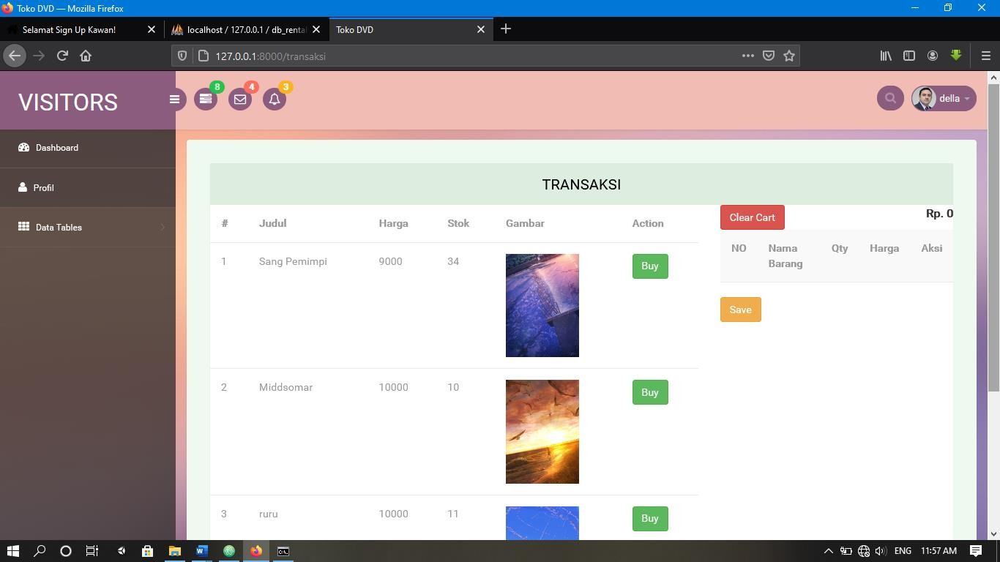 Toko DVD — Mozilla Firefox
Selamat Sign Up Kawan!
localhost / 127.0.0.1 / db_rental
Toko DVD
127.0.0.1:8000/transaksi
VISITORS
8
4
3
della
Dashboard
Profil
Data Tables
TRANSAKSI
# Judul Harga Stok Gambar Action
1 Sang Pemimpi 9000 34 Buy
2 Middsomar 10000 10 Buy
3 ruru 10000 11 Buy
Clear Cart Rp. 0
NO Nama Barang Qty Harga Aksi
Save
ENG 11:57 AM